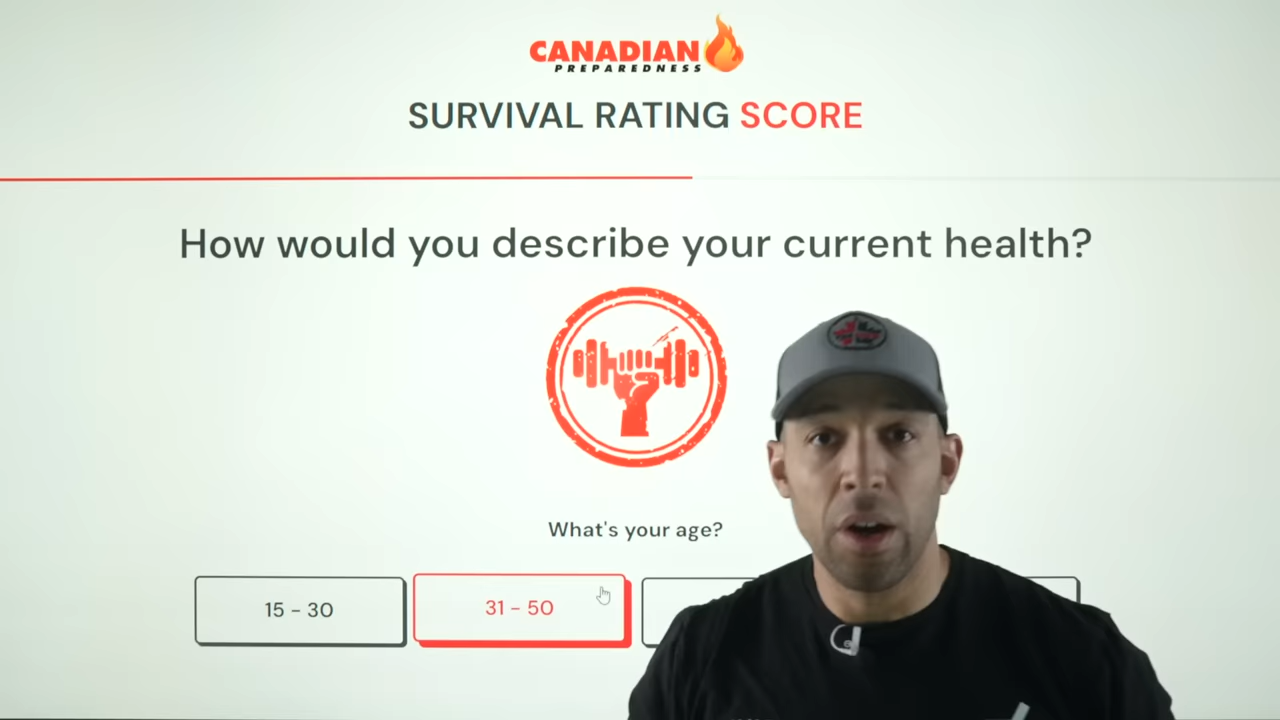 CANADIAN
PREPAREDNESS
SURVIVAL RATING SCORE
How would you describe your current health?
What's your age?
15 - 30
31 - 50